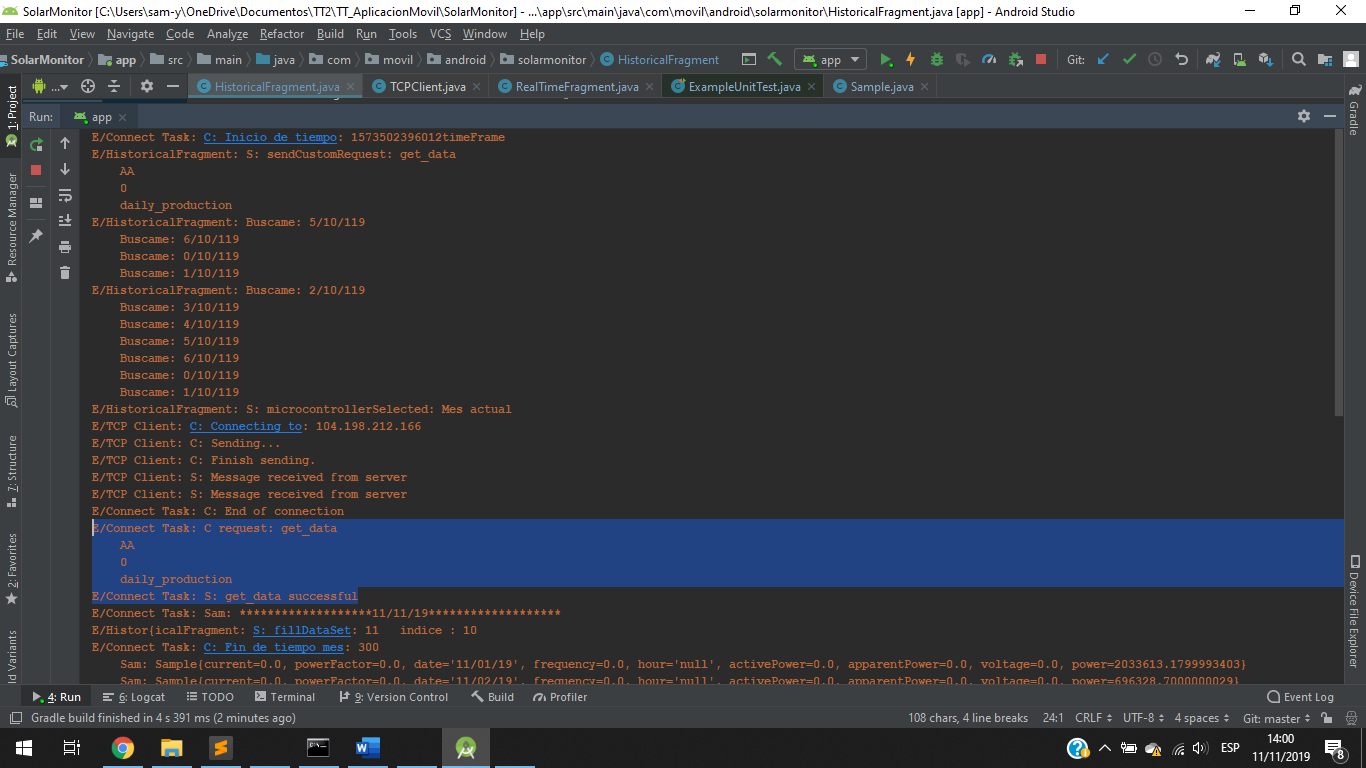 SolarMonitor [C:\Users\sam-y\OneDrive\Documentos\TT2\TT_AplicacionMovil\SolarMonitor] - ...\app\src\main\java\com\movil\android\solarmonitor\HistoricalFragment.java [app] - Android Studio
File Edit View Navigate Code Analyze Refactor Build Run Tools VCS Window Help
SolarMonitor app src main java com movil android solarmonitor HistoricalFragment app Git:
... HistoricalFragment.java TCPClient.java RealTimeFragment.java ExampleUnitTest.java Sample.java
Run: app
1: Project
Resource Manager
Layout Captures
7: Structure
2: Favorites
ld Variants
Gradle
Device File Explorer
E/Connect Task: C: Inicio de tiempo: 1573502396012timeFrame
E/HistoricalFragment: S: sendCustomRequest: get_data
AA
0
daily_production
E/HistoricalFragment: Buscame: 5/10/119
Buscame: 6/10/119
Buscame: 0/10/119
Buscame: 1/10/119
E/HistoricalFragment: Buscame: 2/10/119
Buscame: 3/10/119
Buscame: 4/10/119
Buscame: 5/10/119
Buscame: 6/10/119
Buscame: 0/10/119
Buscame: 1/10/119
E/HistoricalFragment: S: microcontrollerSelected: Mes actual
E/TCP Client: C: Connecting to: 104.198.212.166
E/TCP Client: C: Sending...
E/TCP Client: C: Finish sending.
E/TCP Client: S: Message received from server
E/TCP Client: S: Message received from server
E/Connect Task: C: End of connection
E/Connect Task: C request: get_data
AA
0
daily_production
E/Connect Task: S: get_data successful
E/Connect Task: Sam: *******************11/11/19*******************
E/Histor{icalFragment: S: fillDataSet: 11 indice : 10
E/Connect Task: C: Fin de tiempo mes: 300
Sam: Sample{current=0.0, powerFactor=0.0, date='11/01/19', frequency=0.0, hour='null', activePower=0.0, apparentPower=0.0, voltage=0.0, power=2033613.1799993403}
Sam: Sample{current=0.0, powerFactor=0.0, date='11/02/19', frequency=0.0, hour='null', activePower=0.0, apparentPower=0.0, voltage=0.0, power=696328.7000000029}
4: Run 6: Logcat TODO Terminal 9: Version Control Build Profiler Event Log
Gradle build finished in 4 s 391 ms (2 minutes ago) 108 chars, 4 line breaks 24:1 CRLF UTF-8 4 spaces Git: master
ESP
14:00
11/11/2019
8